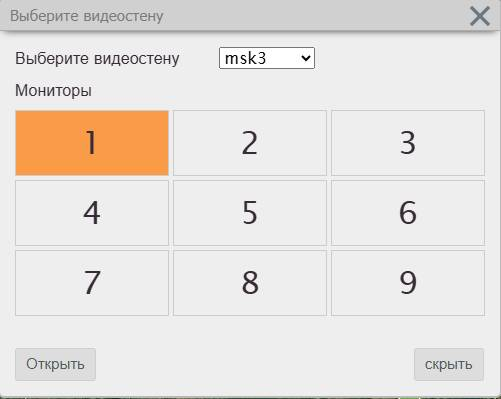 Выберите видеостену
Выберите видеостену msk3
Мониторы
1 2 3
4 5 6
7 8 9
Открыть скрыть